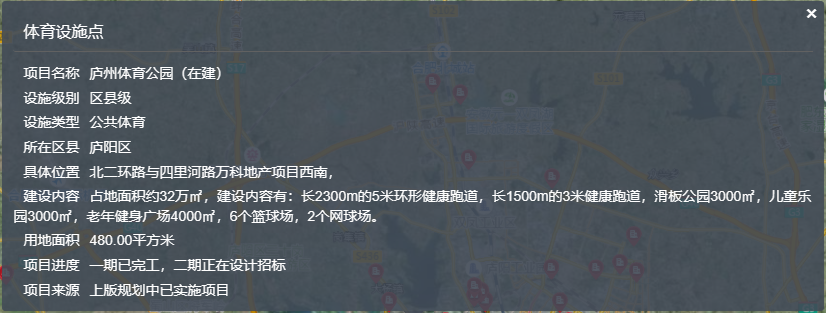 体育设施点
项目名称 庐州体育公园（在建）
设施级别 区县级
设施类型 公共体育
所在区县 庐阳区
具体位置 北二环路与四里河路万科地产项目西南，
建设内容 占地面积约32万㎡，建设内容有：长2300m的5米环形健康跑道，长1500m的3米健康跑道，滑板公园3000㎡，儿童乐
园3000㎡，老年健身广场4000㎡，6个篮球场，2个网球场。
用地面积 480.00平方米
项目进度 一期已完工，二期正在设计招标
项目来源 上版规划中已实施项目